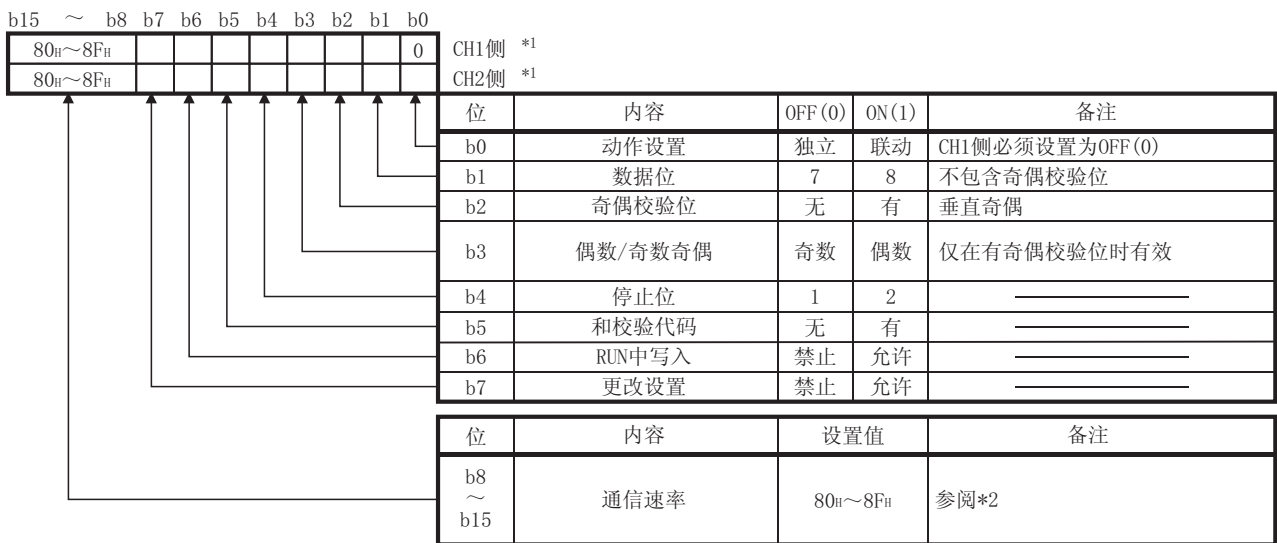 b15 ～ b8 b7 b6 b5 b4 b3 b2 b1 b0
80H～8FH 0 CH1侧 *1
80H～8FH CH2侧 *1
位 内容 OFF(0) ON(1) 备注
b0 动作设置 独立 联动 CH1侧必须设置为OFF(0)
b1 数据位 7 8 不包含奇偶校验位
b2 奇偶校验位 无 有 垂直奇偶
b3 偶数/奇数奇偶 奇数 偶数 仅在有奇偶校验位时有效
b4 停止位 1 2
b5 和校验代码 无 有
b6 RUN中写入 禁止 允许
b7 更改设置 禁止 允许
位 内容 设置值 备注
b8
～
b15
通信速率 80H～8FH 参阅*2